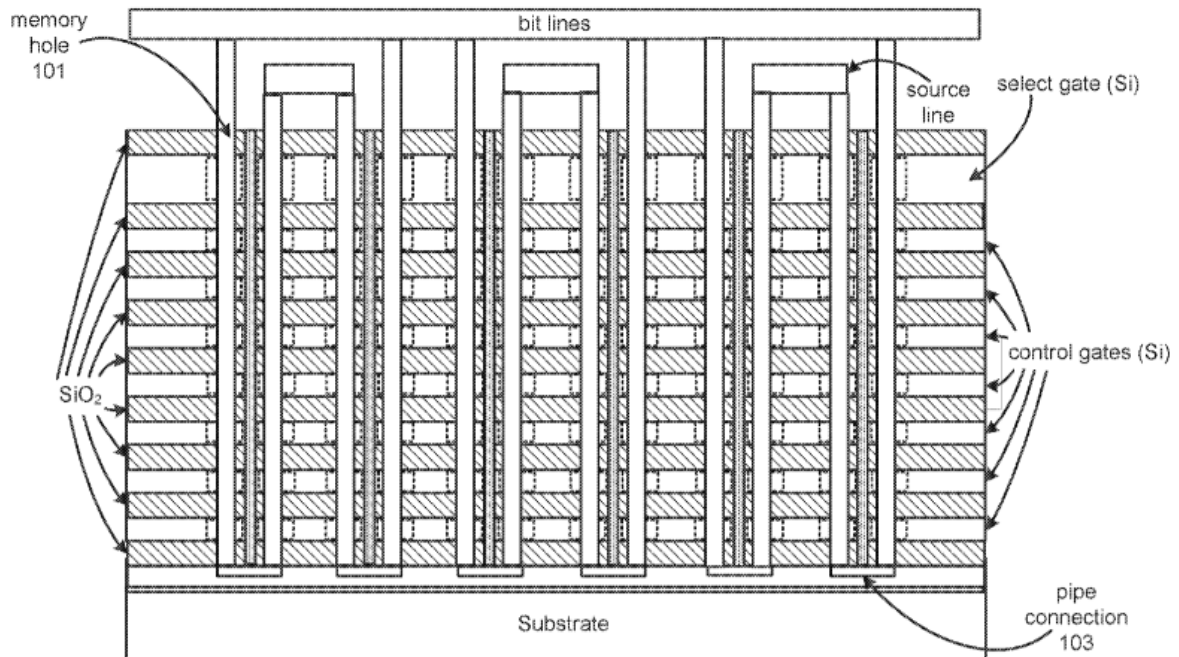 bit lines
memory
hole
101
source
line
select gate (Si)
SiO₂
control gates (Si)
Substrate
pipe
connection
103